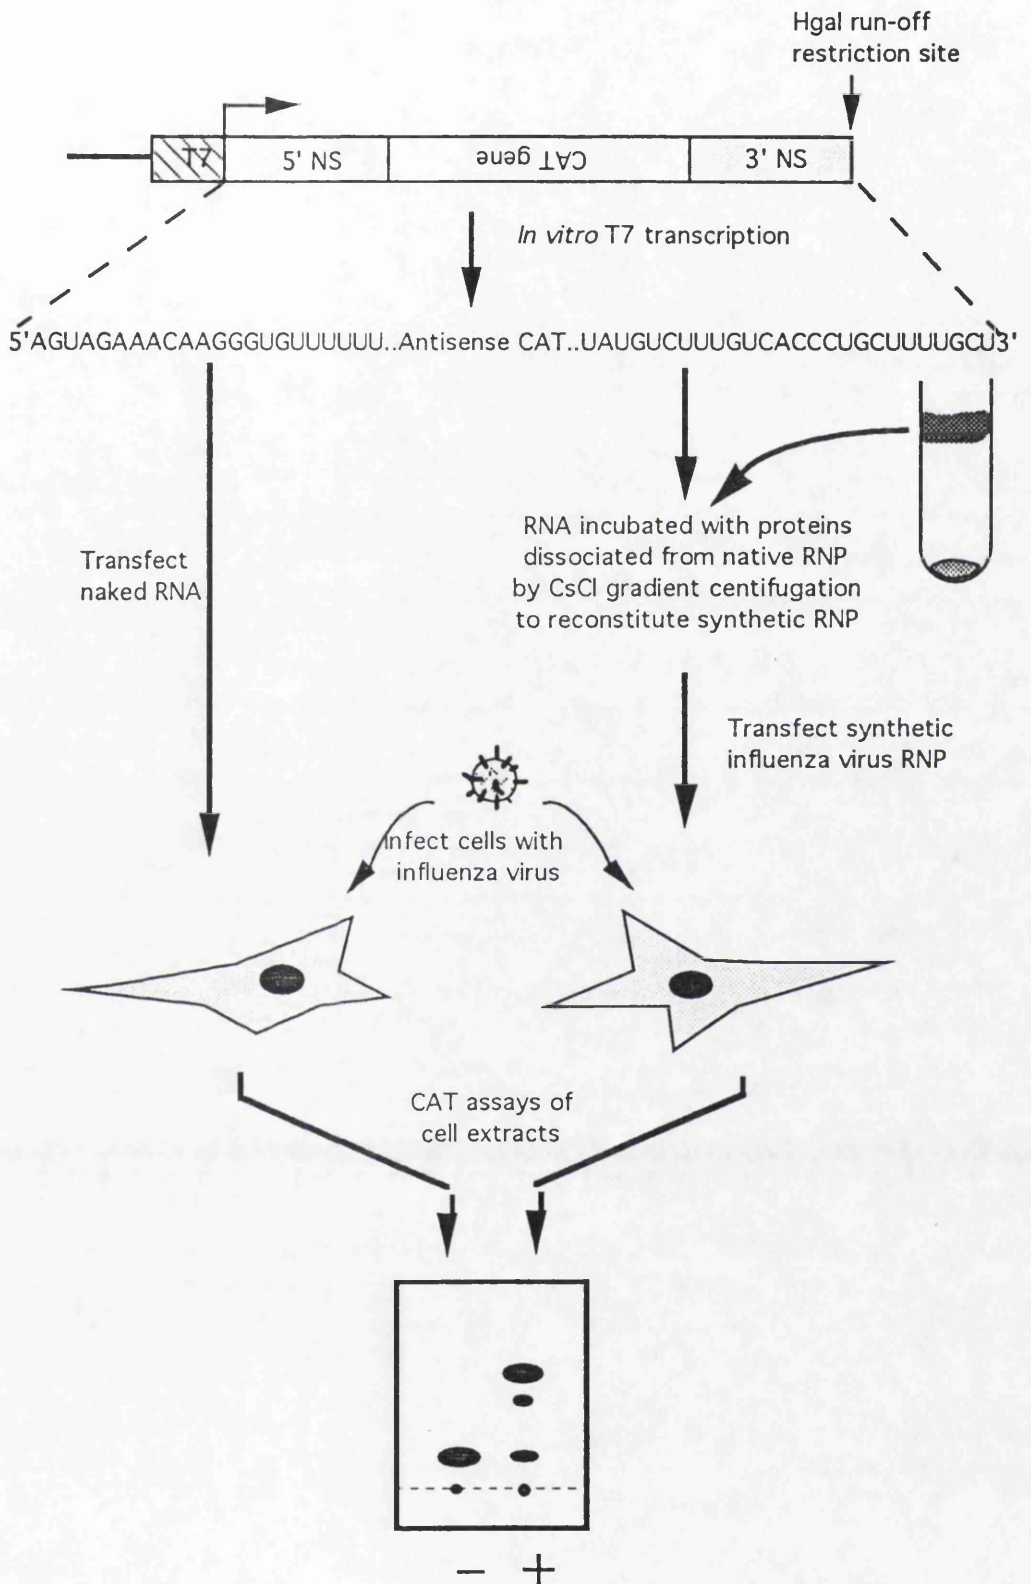 HgaI run-off
restriction site
T7
5' NS
CAT gene
3' NS
In vitro T7 transcription
5'AGUAGAAACAAGGGUGUUUUUU..Antisense CAT..UAUGUCUUUGUCACCCUGCUUUUGCU3'
Transfect
naked RNA
RNA incubated with proteins
dissociated from native RNP
by CsCl gradient centifugation
to reconstitute synthetic RNP
Transfect synthetic
influenza virus RNP
Infect cells with
influenza virus
CAT assays of
cell extracts
− +